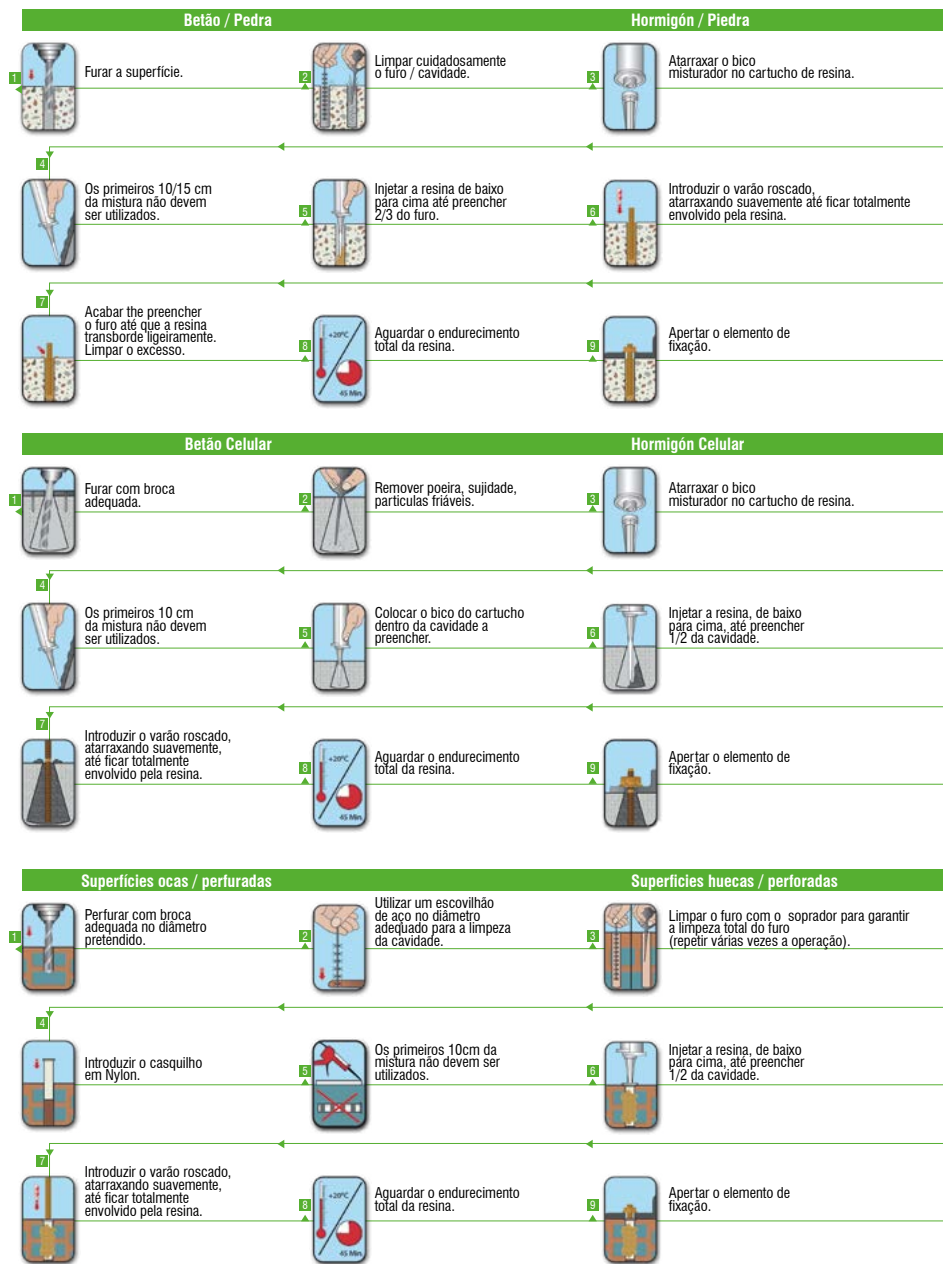 Betão / Pedra
Hormigón / Piedra
1
Furar a superfície.
2
Limpar cuidadosamente
o furo / cavidade.
3
Atarraxar o bico
misturador no cartucho de resina.
4
Os primeiros 10/15 cm
da mistura não devem
ser utilizados.
5
Injetar a resina de baixo
para cima até preencher
2/3 do furo.
6
Introduzir o varão roscado,
atarraxando suavemente até ficar totalmente
envolvido pela resina.
7
Acabar the preencher
o furo até que a resina
transborde ligeiramente.
Limpar o excesso.
+20ºC
45 Min.
8
Aguardar o endurecimento
total da resina.
9
Apertar o elemento de
fixação.
Betão Celular
Hormigón Celular
1
Furar com broca
adequada.
2
Remover poeira, sujidade,
particulas friáveis.
3
Atarraxar o bico
misturador no cartucho de resina.
4
Os primeiros 10 cm
da mistura não devem
ser utilizados.
5
Colocar o bico do cartucho
dentro da cavidade a
preencher.
6
Injetar a resina, de baixo
para cima, até preencher
1/2 da cavidade.
7
Introduzir o varão roscado,
atarraxando suavemente,
até ficar totalmente
envolvido pela resina.
+20ºC
45 Min.
8
Aguardar o endurecimento
total da resina.
9
Apertar o elemento de
fixação.
Superfícies ocas / perfuradas
Superficies huecas / perforadas
1
Perfurar com broca
adequada no diâmetro
pretendido.
2
Utilizar um escovilhão
de aço no diâmetro
adequado para a limpeza
da cavidade.
3
Limpar o furo com o soprador para garantir
a limpeza total do furo
(repetir várias vezes a operação).
4
Introduzir o casquilho
em Nylon.
5
Os primeiros 10cm da
mistura não devem ser
utilizados.
6
Injetar a resina, de baixo
para cima, até preencher
1/2 da cavidade.
7
Introduzir o varão roscado,
atarraxando suavemente,
até ficar totalmente
envolvido pela resina.
+20ºC
45 Min.
8
Aguardar o endurecimento
total da resina.
9
Apertar o elemento de
fixação.